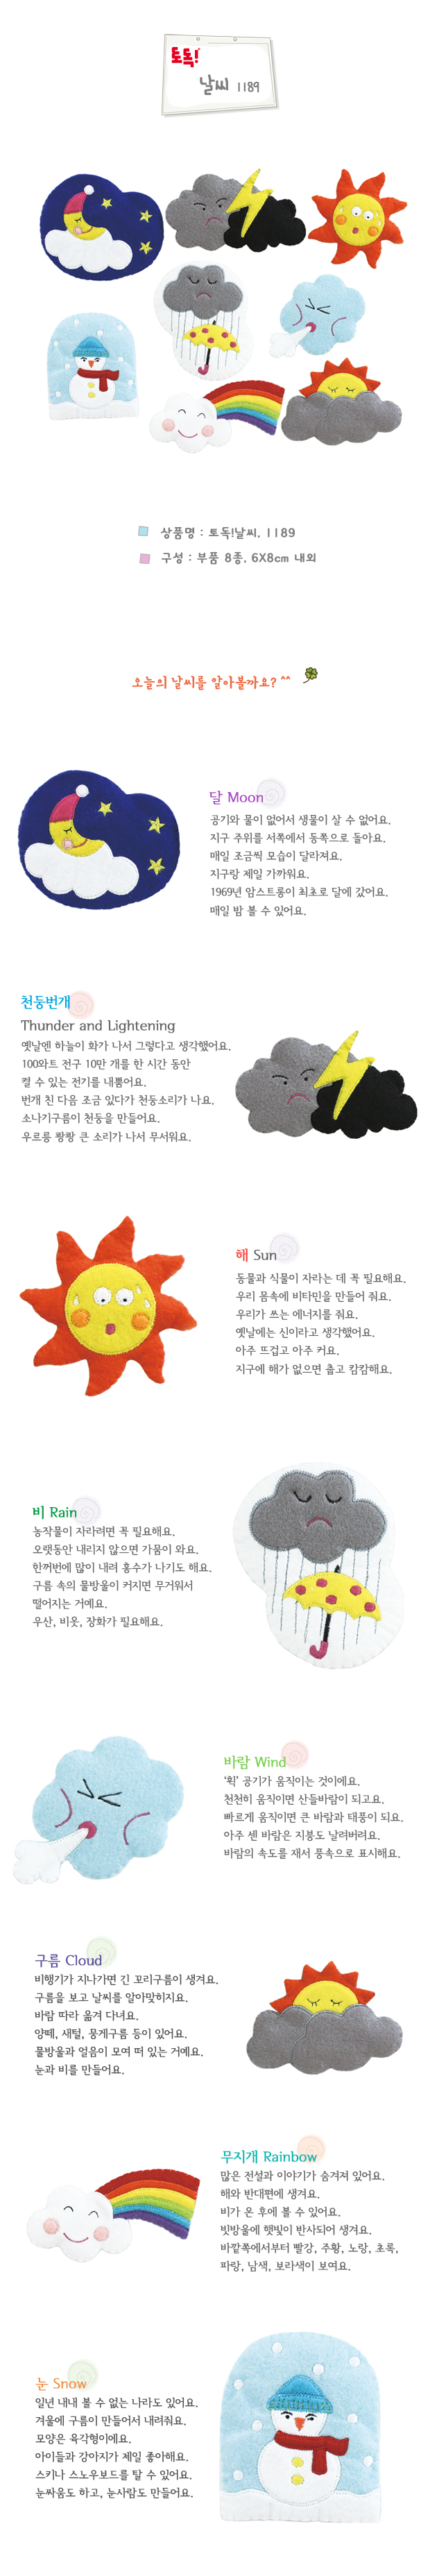 토독!
날씨 1189
상품명 : 토독!날씨, 1189
구성 : 부품 8종, 6X8cm 내외
오늘의 날씨를 알아볼까요? ^^
달 Moon
공기와 물이 없어서 생물이 살 수 없어요.
지구 주위를 서쪽에서 동쪽으로 돌아요.
매일 조금씩 모습이 달라져요.
지구랑 제일 가까워요.
1969년 암스트롱이 최초로 달에 갔어요.
매일 밤 볼 수 있어요.
천둥번개
Thunder and Lightening
옛날엔 하늘이 화가 나서 그렇다고 생각했어요.
100와트 전구 10만 개를 한 시간 동안
켤 수 있는 전기를 내뿜어요.
번개 친 다음 조금 있다가 천둥소리가 나요.
소나기구름이 천둥을 만들어요.
우르릉 쾅쾅 큰 소리가 나서 무서워요.
해 Sun
동물과 식물이 자라는 데 꼭 필요해요.
우리 몸속에 비타민을 만들어 줘요.
우리가 쓰는 에너지를 줘요.
옛날에는 신이라고 생각했어요.
아주 뜨겁고 아주 커요.
지구에 해가 없으면 춥고 캄캄해요.
비 Rain
농작물이 자라려면 꼭 필요해요.
오랫동안 내리지 않으면 가뭄이 와요.
한꺼번에 많이 내려 홍수가 나기도 해요.
구름 속의 물방울이 커지면 무거워서
떨어지는 거예요.
우산, 비옷, 장화가 필요해요.
바람 Wind
'휙' 공기가 움직이는 것이에요.
천천히 움직이면 산들바람이 되고요.
빠르게 움직이면 큰 바람과 태풍이 되요.
아주 센 바람은 지붕도 날려버려요.
바람의 속도를 재서 풍속으로 표시해요.
구름 Cloud
비행기가 지나가면 긴 꼬리구름이 생겨요.
구름을 보고 날씨를 알아맞히지요.
바람 따라 옮겨 다녀요.
양떼, 새털, 뭉게구름 등이 있어요.
물방울과 얼음이 모여 떠 있는 거예요.
눈과 비를 만들어요.
무지개 Rainbow
많은 전설과 이야기가 숨겨져 있어요.
해와 반대편에 생겨요.
비가 온 후에 볼 수 있어요.
빗방울에 햇빛이 반사되어 생겨요.
바깥쪽에서부터 빨강, 주황, 노랑, 초록,
파랑, 남색, 보라색이 보여요.
눈 Snow
일년 내내 볼 수 없는 나라도 있어요.
겨울에 구름이 만들어서 내려줘요.
모양은 육각형이에요.
아이들과 강아지가 제일 좋아해요.
스키나 스노우보드를 탈 수 있어요.
눈싸움도 하고, 눈사람도 만들어요.